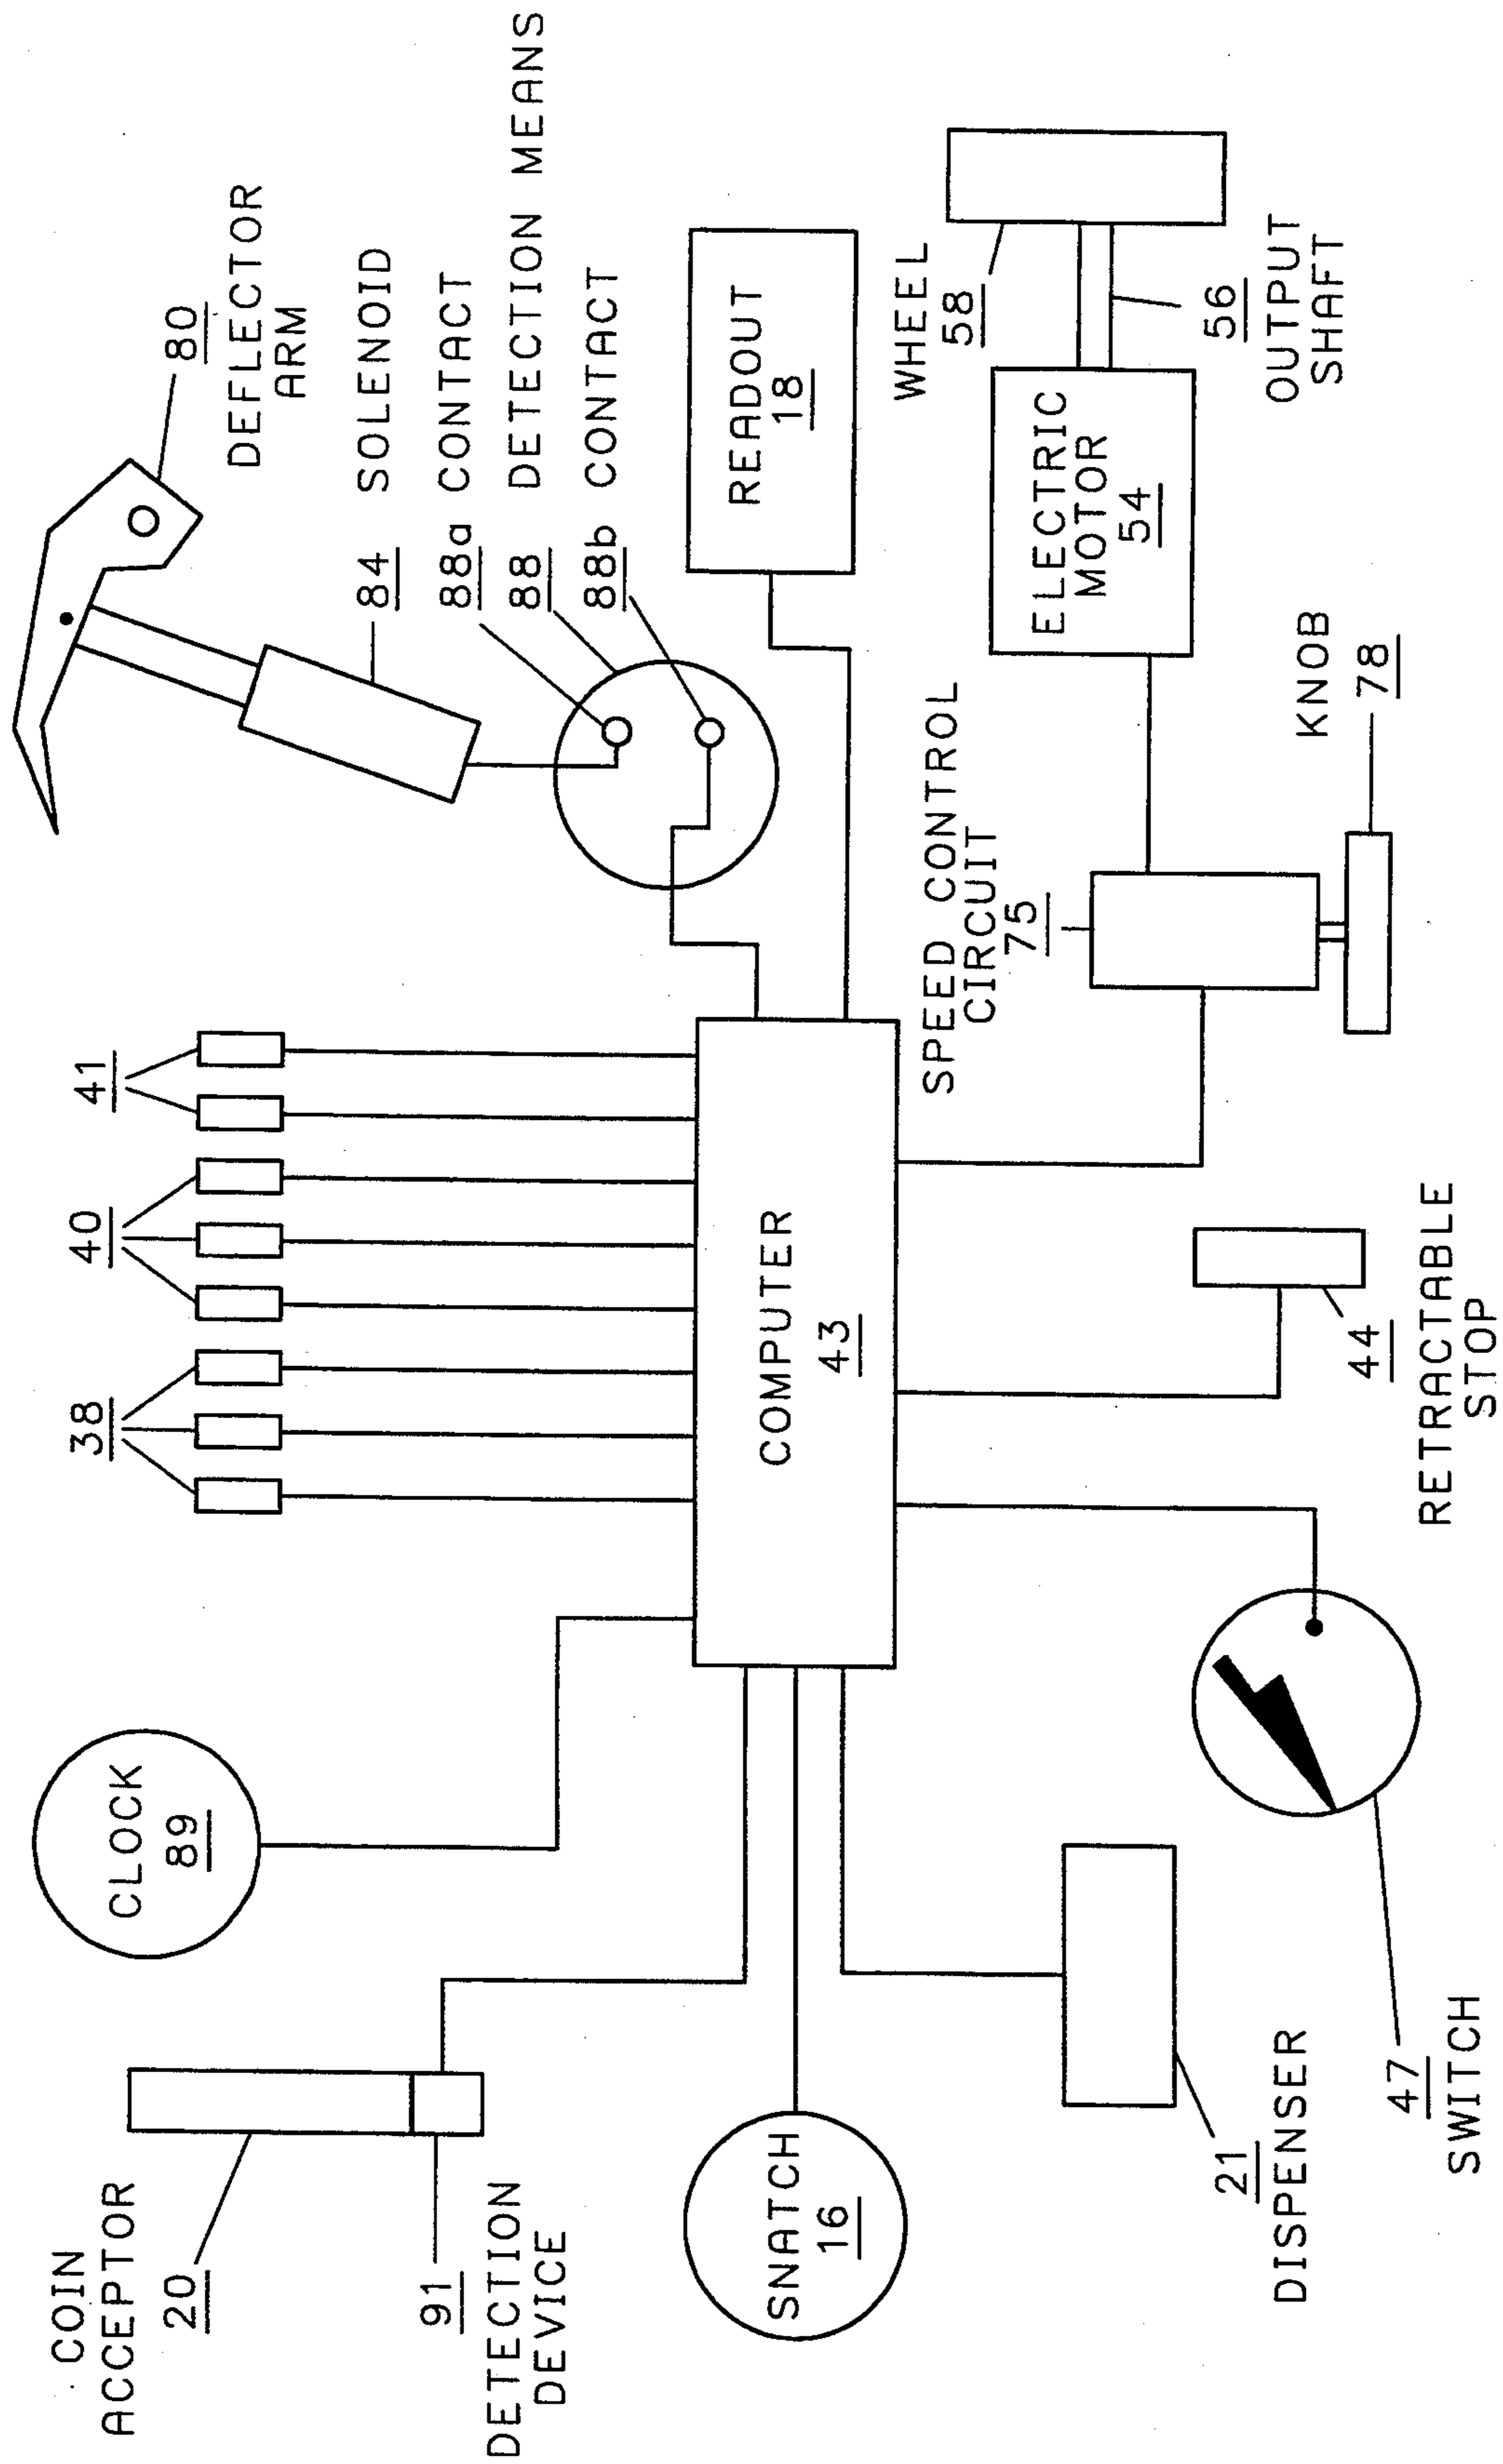 COIN
ACCEPTOR
20
91
DETECTION
DEVICE
CLOCK
89
SNATCH
16
21
DISPENSER
47
SWITCH
38
40
41
COMPUTER
43
44
RETRACTABLE
STOP
80
DEFLECTOR
ARM
84 SOLENOID
88a CONTACT
88 DETECTION MEANS
88b CONTACT
READOUT
18
SPEED CONTROL
CIRCUIT
75
KNOB
78
ELECTRIC
MOTOR
54
WHEEL
58
56
OUTPUT
SHAFT